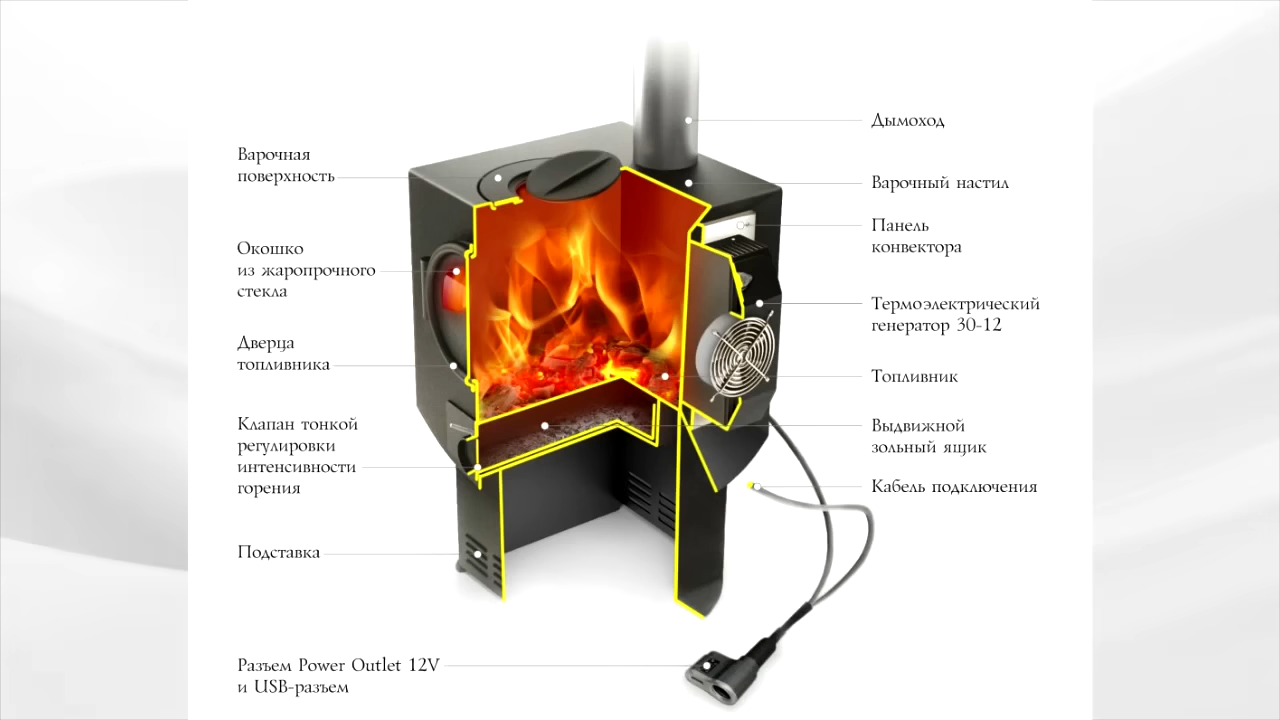 Варочная
поверхность
Окошко
из жаропрочного
стекла
Дверца
топливника
Клапан тонкой
регулировки
интенсивности
горения
Подставка
Разъем Power Outlet 12V
и USB-разъем
Дымоход
Варочный настил
Панель
конвектора
Термоэлектрический
генератор 30-12
Топливник
Выдвижной
зольный ящик
Кабель подключения